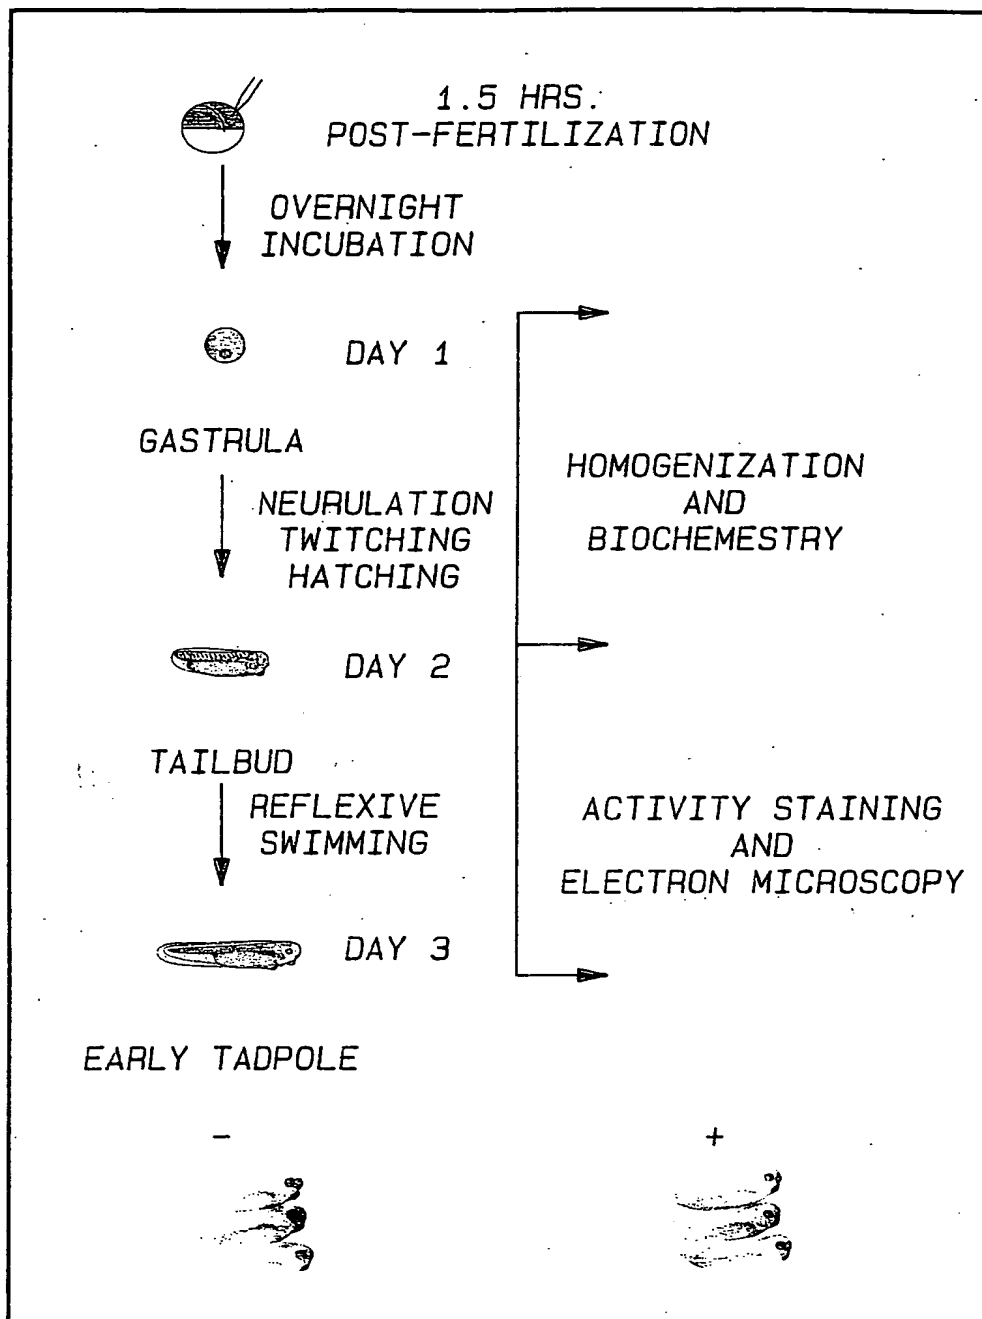 1.5 HRS.
POST-FERTILIZATION
OVERNIGHT
INCUBATION
DAY 1
GASTRULA
NEURULATION
TWITCHING
HATCHING
HOMOGENIZATION
AND
BIOCHEMESTRY
DAY 2
TAILBUD
REFLEXIVE
SWIMMING
ACTIVITY STAINING
AND
ELECTRON MICROSCOPY
DAY 3
EARLY TADPOLE
- +